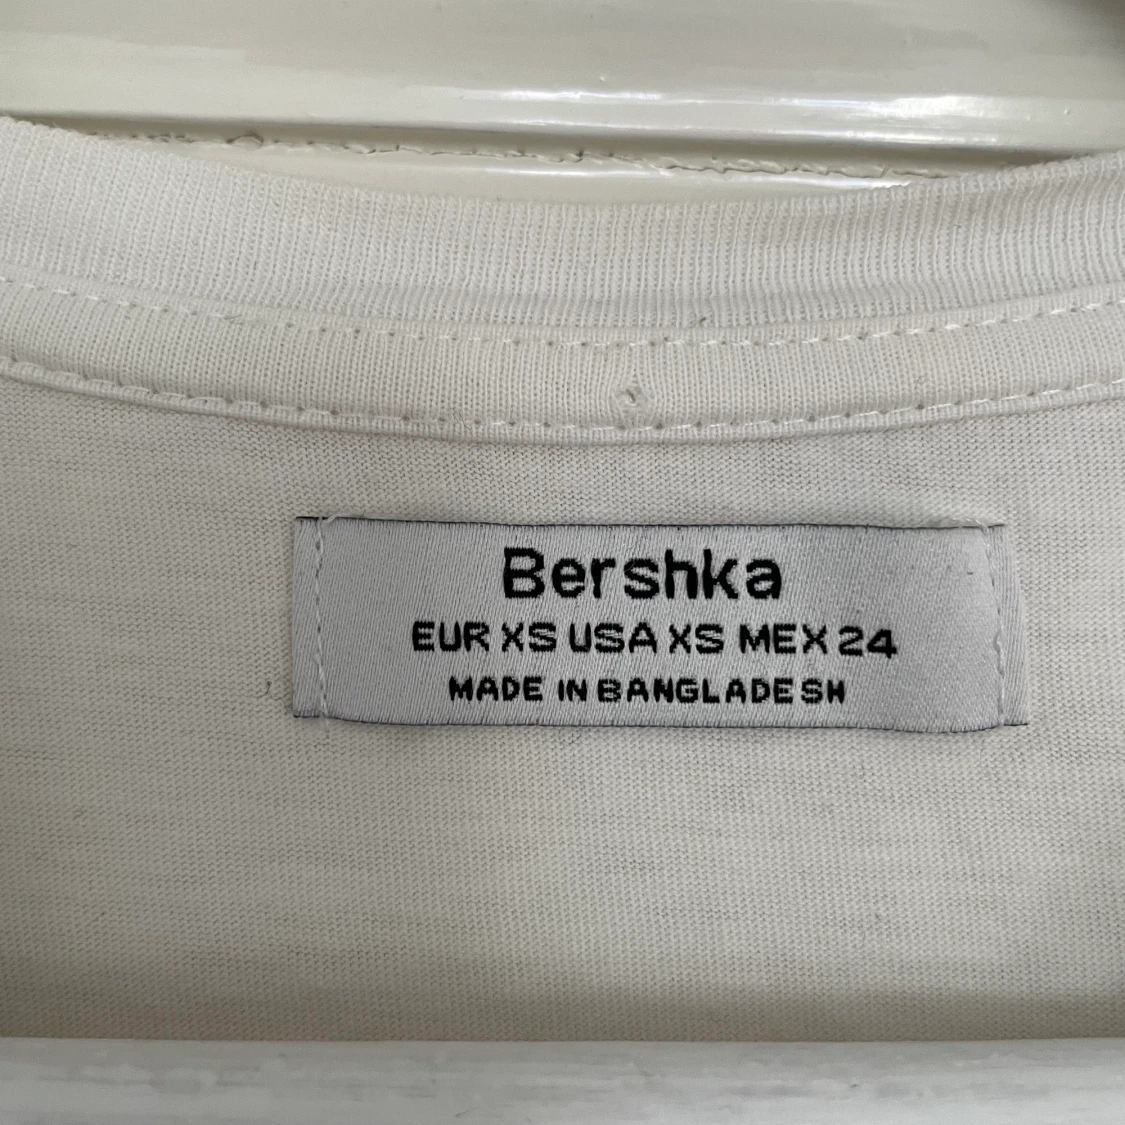 Bershka
EUR XS USA XS MEX 24
MADE IN BANGLADESH